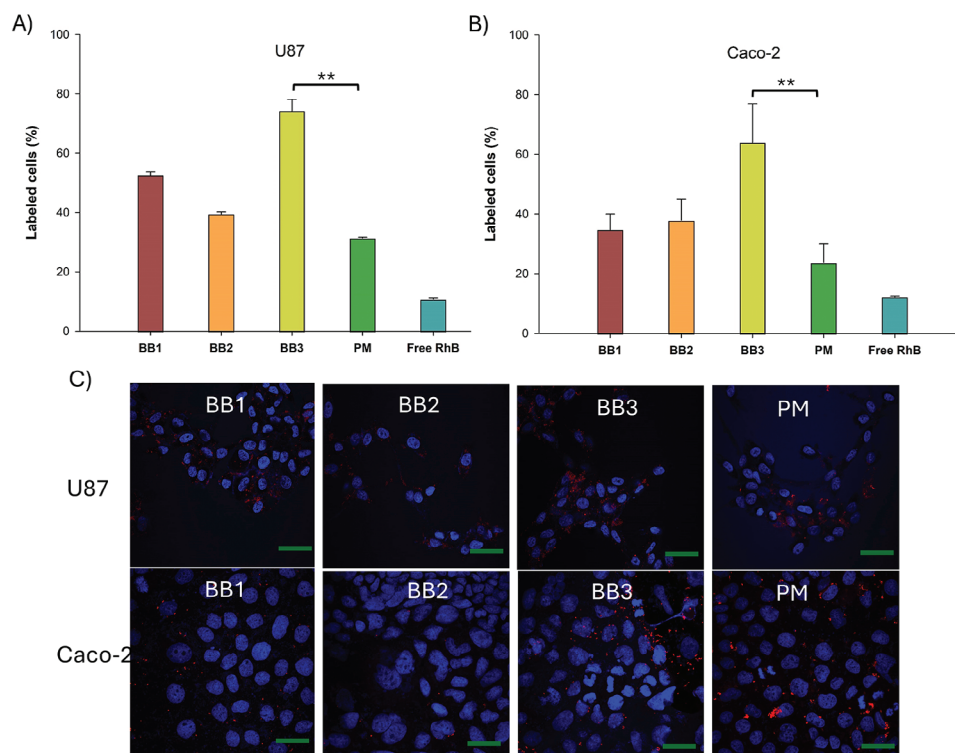 A)
U87
**
Labeled cells (%)
100
80
60
40
20
0
BB1 BB2 BB3 PM Free RhB
B)
Caco-2
**
Labeled cells (%)
100
80
60
40
20
0
BB1 BB2 BB3 PM Free RhB
C)
BB1 BB2 BB3 PM
U87
BB1 BB2 BB3 PM
Caco-2